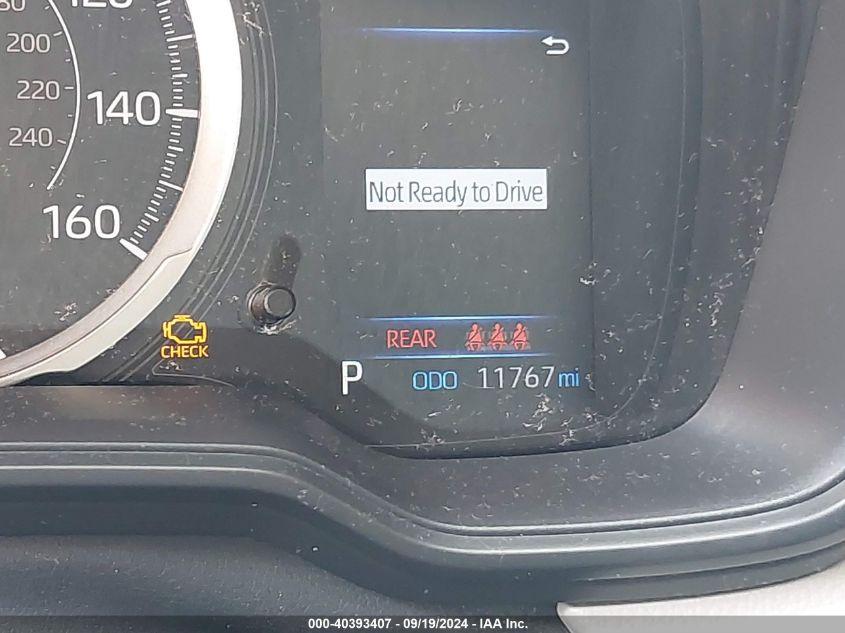 120
200
220
140
240
160
Not Ready to Drive
REAR
CHECK
P ODO 11767 mi
000-40393407 - 09/19/2024 - IAA Inc.